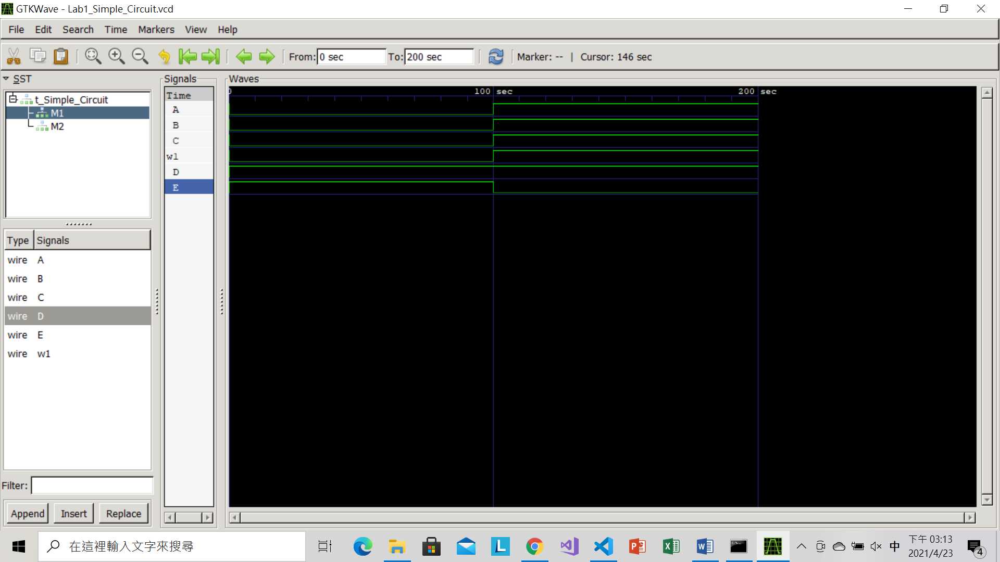 GTKWave - Lab1_Simple_Circuit.vcd
File Edit Search Time Markers View Help
From: 0 sec To: 200 sec Marker: -- | Cursor: 146 sec
SST
t_Simple_Circuit
M1
M2
Type Signals
wire A
wire B
wire C
wire D
wire E
wire w1
Filter:
Append Insert Replace
Signals
Time
A
B
C
w1
D
E
Waves
0 100 sec 200 sec
在這裡輸入文字來搜尋
中
下午 03:13
2021/4/23
4